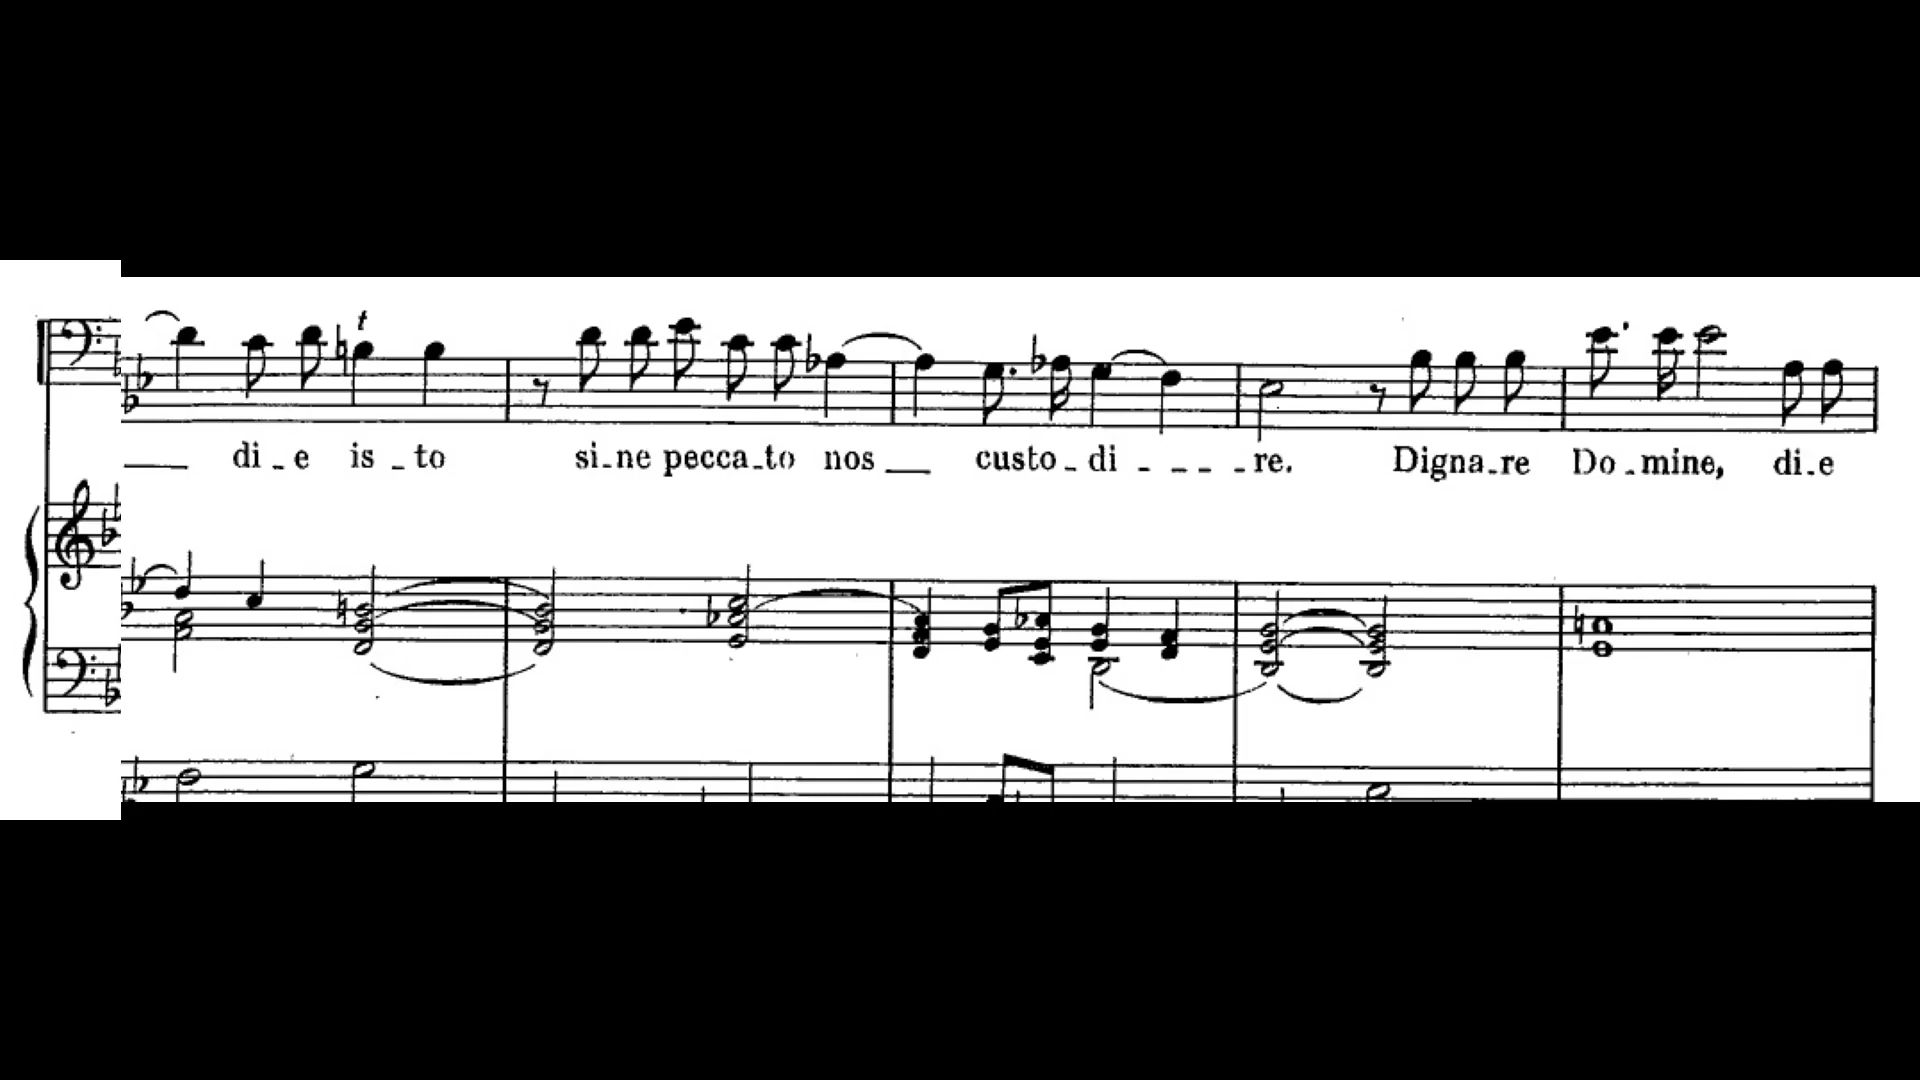 t
di-e is-to si-ne pecca-to nos custo-di----re. Digna-re Do-mine, di-e